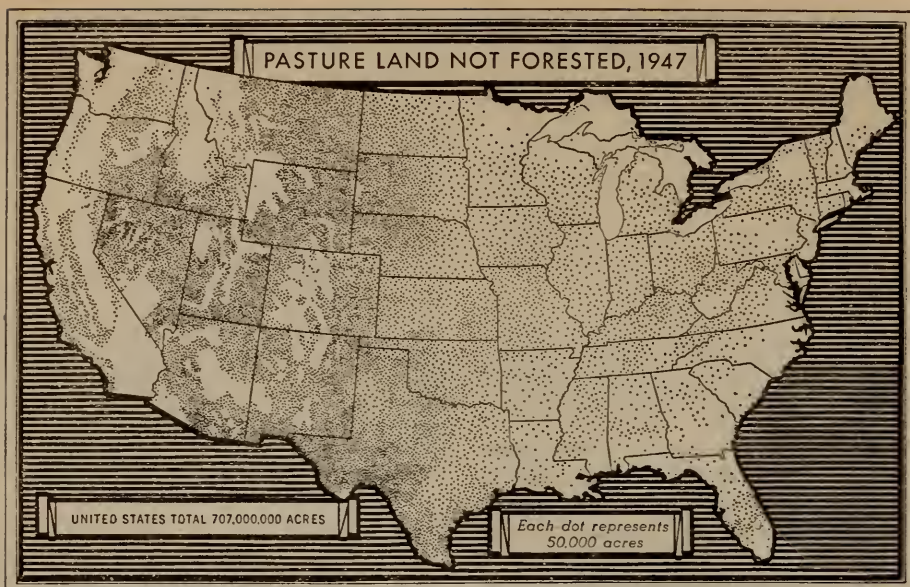 PASTURE LAND NOT FORESTED, 1947
UNITED STATES TOTAL 707,000,000 ACRES
Each dot represents
50,000 acres